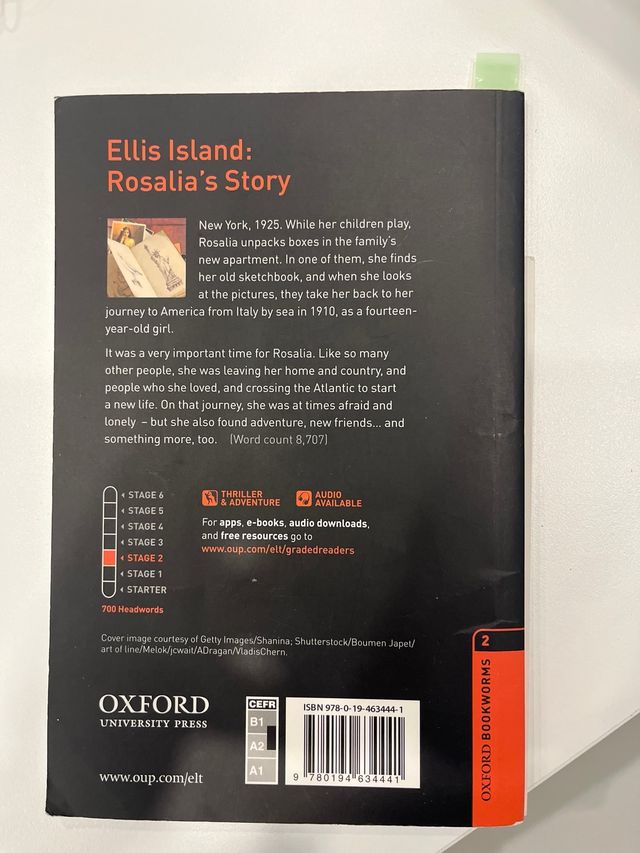 Ellis Island:
Rosalia's Story
New York, 1925. While her children play,
Rosalia unpacks boxes in the family's
new apartment. In one of them, she finds
her old sketchbook, and when she looks
at the pictures, they take her back to her
journey to America from Italy by sea in 1910, as a fourteen-
year-old girl.
It was a very important time for Rosalia. Like so many
other people, she was leaving her home and country, and
people who she loved, and crossing the Atlantic to start
a new life. On that journey, she was at times afraid and
lonely – but she also found adventure, new friends... and
something more, too. (Word count 8,707)
STAGE 6
STAGE 5
STAGE 4
STAGE 3
STAGE 2
STAGE 1
STARTER
700 Headwords
THRILLER
& ADVENTURE
AUDIO
AVAILABLE
For apps, e-books, audio downloads,
and free resources go to
www.oup.com/elt/gradedreaders
Cover image courtesy of Getty Images/Shanina; Shutterstock/Boumen Japet/
art of line/Melok/jcwait/ADragan/VladisChern.
OXFORD
UNIVERSITY PRESS
www.oup.com/elt
CEFR
B1
A2
A1
ISBN 978-0-19-463444-1
9 780194 634441
2
OXFORD BOOKWORMS